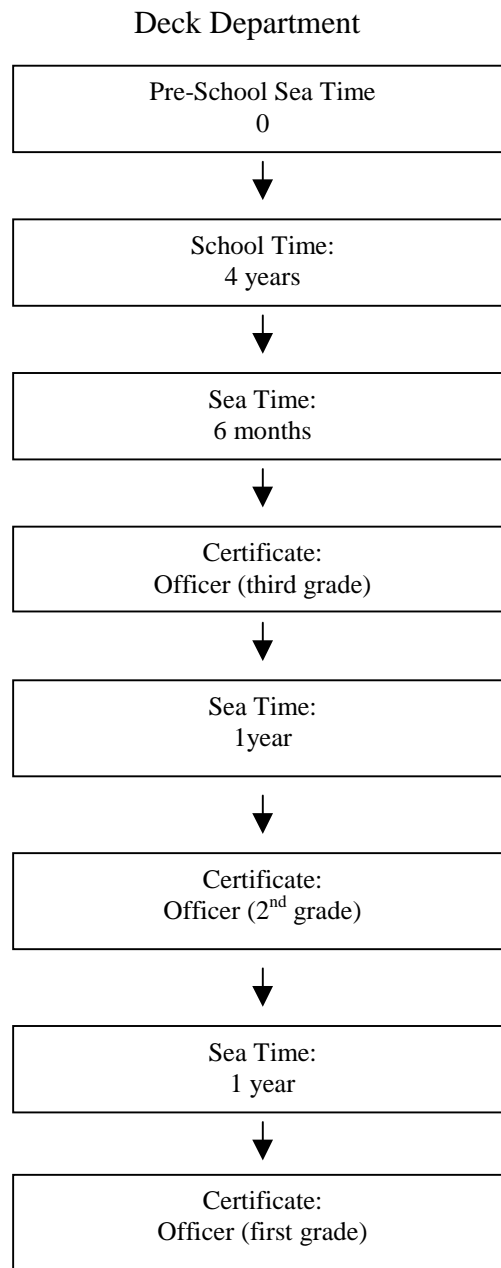 Deck Department
Pre-School Sea Time
0
School Time:
4 years
Sea Time:
6 months
Certificate:
Officer (third grade)
Sea Time:
1year
Certificate:
Officer (2nd grade)
Sea Time:
1 year
Certificate:
Officer (first grade)